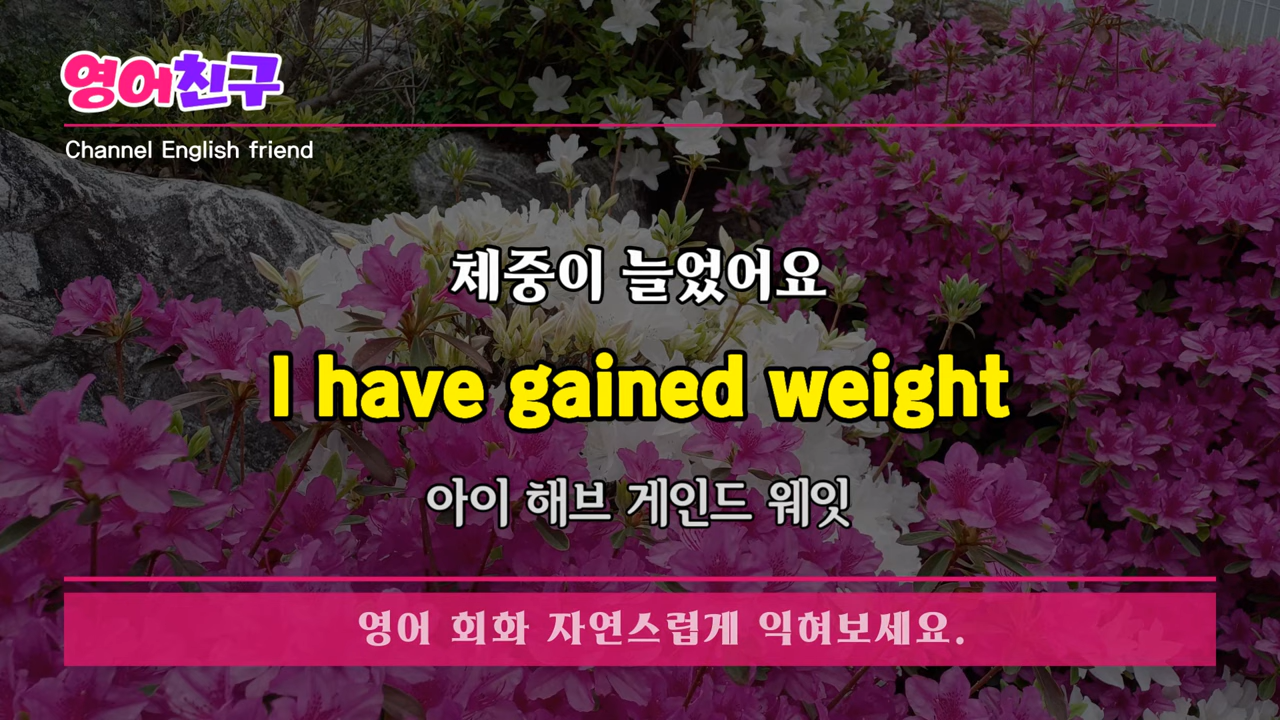 영어친구
Channel English friend
체중이 늘었어요
I have gained weight
아이 해브 게인드 웨잇
영어 회화 자연스럽게 익혀보세요.